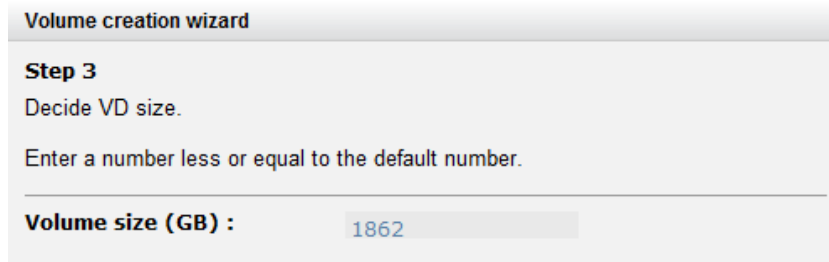 Volume creation wizard
Step 3
Decide VD size.
Enter a number less or equal to the default number.
Volume size (GB) : 1862